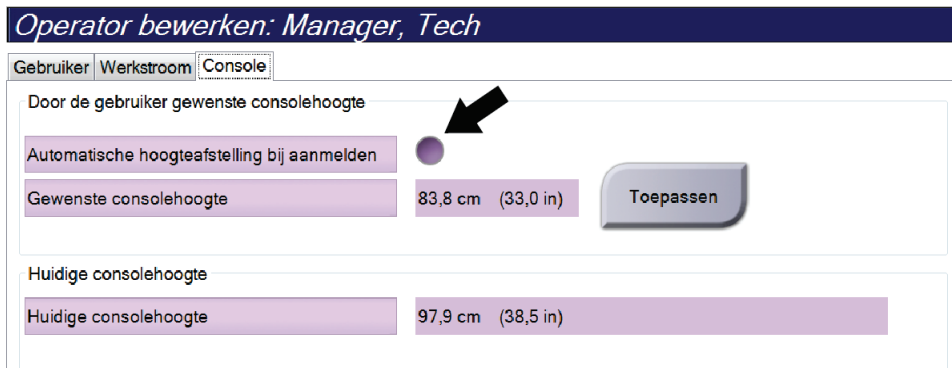 Operator bewerken: Manager, Tech
Gebruiker Werkstroom Console
Door de gebruiker gewenste consolehoogte
Automatische hoogteafstelling bij aanmelden
Gewenste consolehoogte 83,8 cm (33,0 in) Toepassen
Huidige consolehoogte
Huidige consolehoogte 97,9 cm (38,5 in)